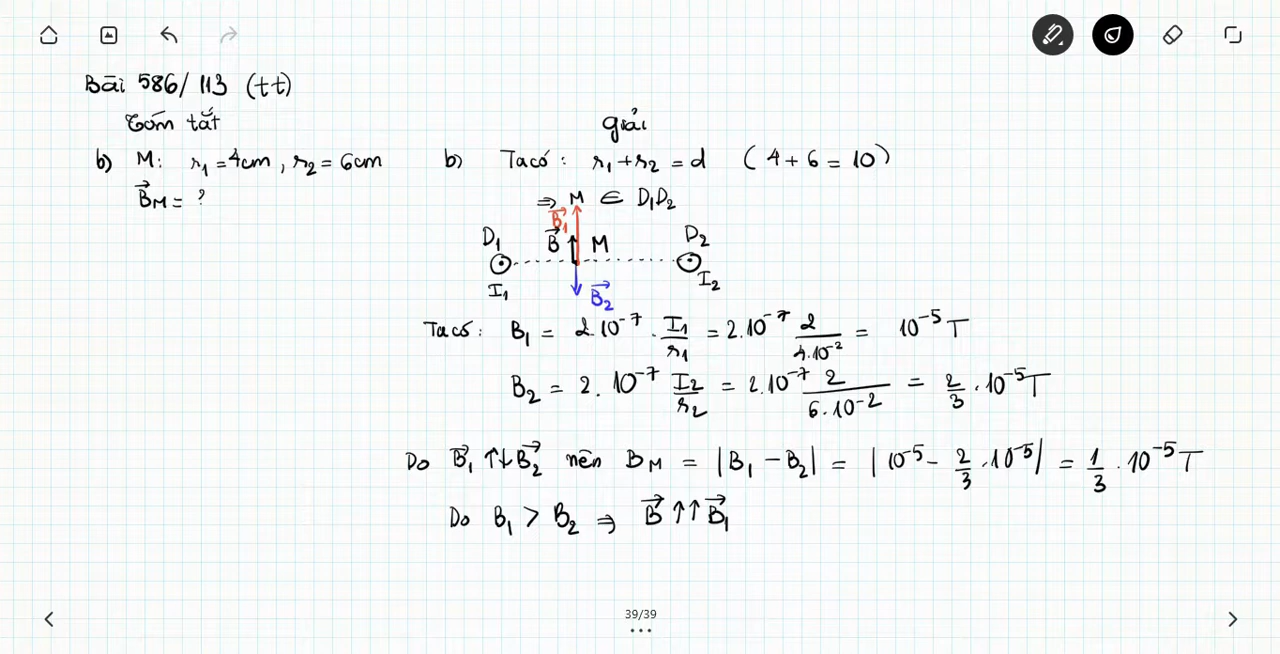 Bài 586/113 (tt)
Tóm tắt
giải
b) M: r₁ = 4cm, r₂ = 6cm
B⃗M = ?
b) Ta có: r₁ + r₂ = d (4 + 6 = 10)
⇒ M ∈ D₁D₂
B⃗₁
D₁ B⃗ M D₂
I₁ B⃗₂ I₂
Ta có: B₁ = 2.10⁻⁷ . I₁/r₁ = 2.10⁻⁷ 2/4.10⁻² = 10⁻⁵ T
B₂ = 2.10⁻⁷ I₂/r₂ = 2.10⁻⁷ 2/6.10⁻² = 2/3 . 10⁻⁵ T
Do B⃗₁ ↑↓ B⃗₂ nên BM = |B₁ − B₂| = |10⁻⁵ − 2/3 . 10⁻⁵| = 1/3 . 10⁻⁵ T
Do B₁ > B₂ ⇒ B⃗ ↑↑ B⃗₁
39/39